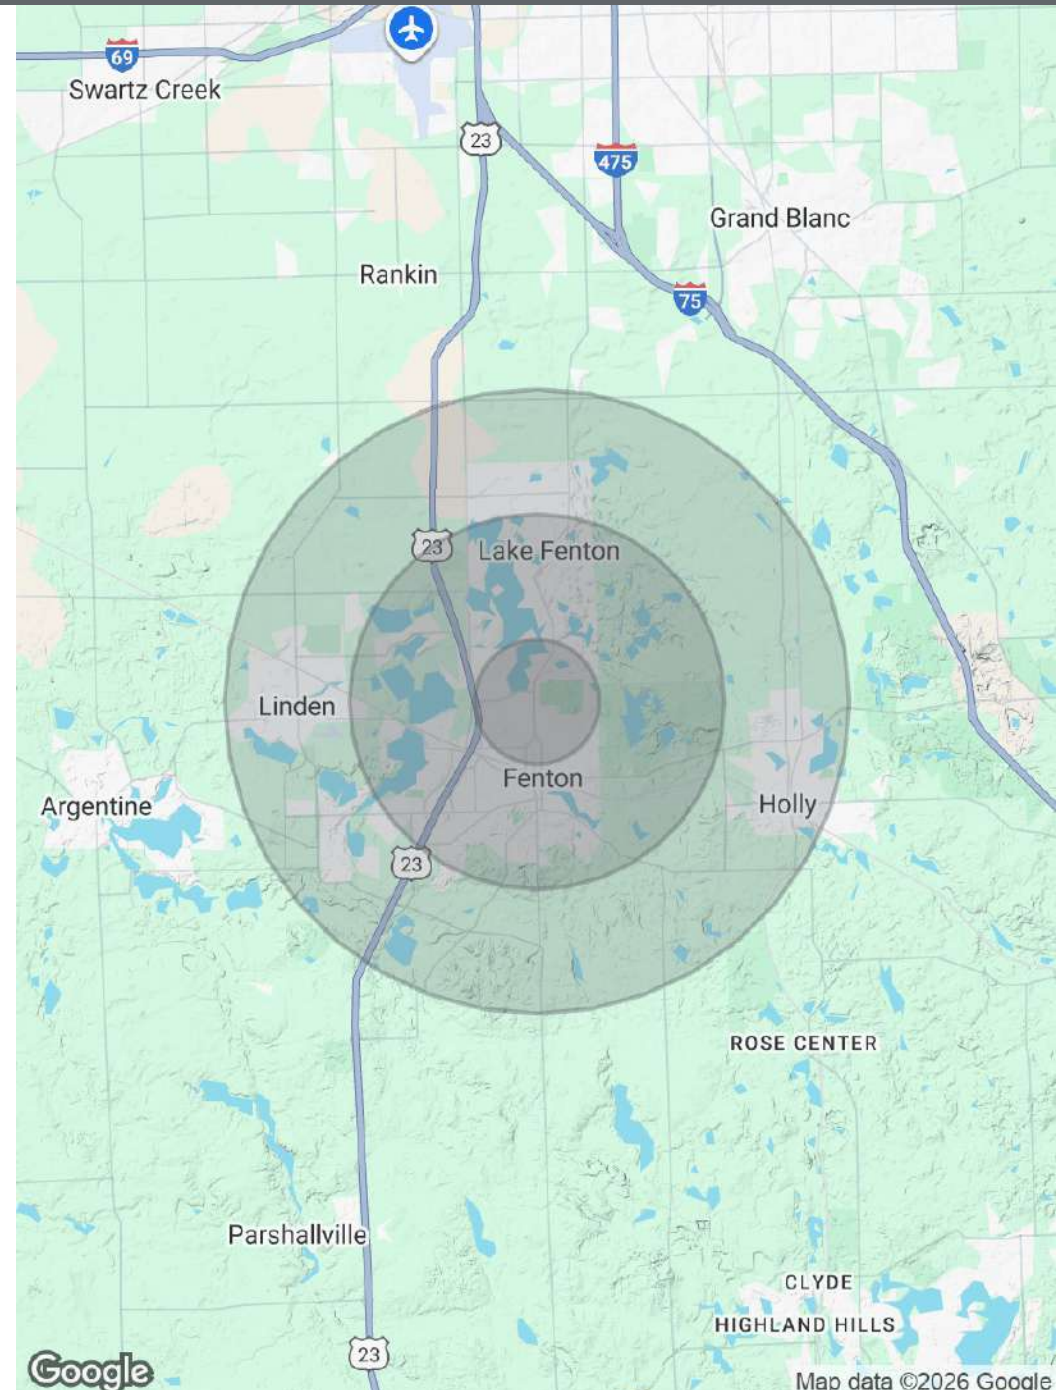 69
Swartz Creek
23
475
Grand Blanc
Rankin
75
23
Lake Fenton
Linden
Fenton
Argentine
Holly
23
ROSE CENTER
Parshallville
CLYDE
HIGHLAND HILLS
23
Google
Map data ©2026 Google